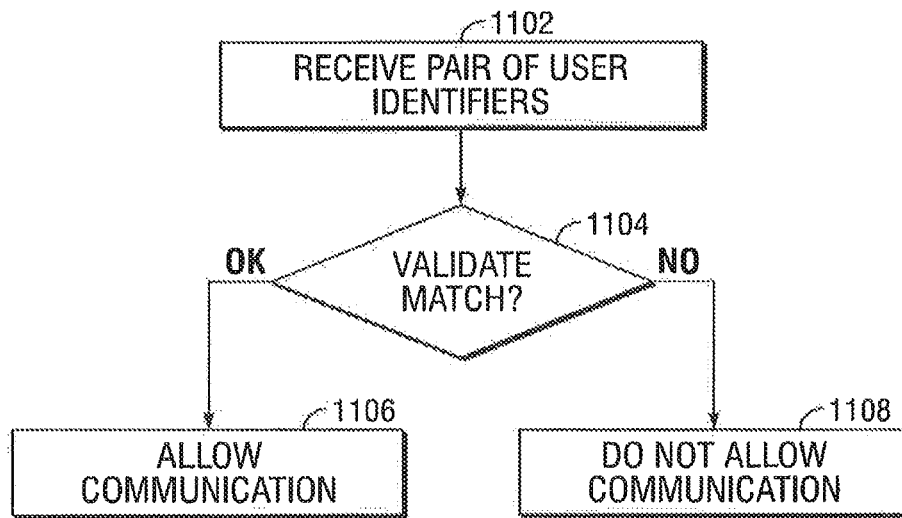 1102
RECEIVE PAIR OF USER
IDENTIFIERS
1104
OK
VALIDATE
MATCH?
NO
1106
ALLOW
COMMUNICATION
1108
DO NOT ALLOW
COMMUNICATION